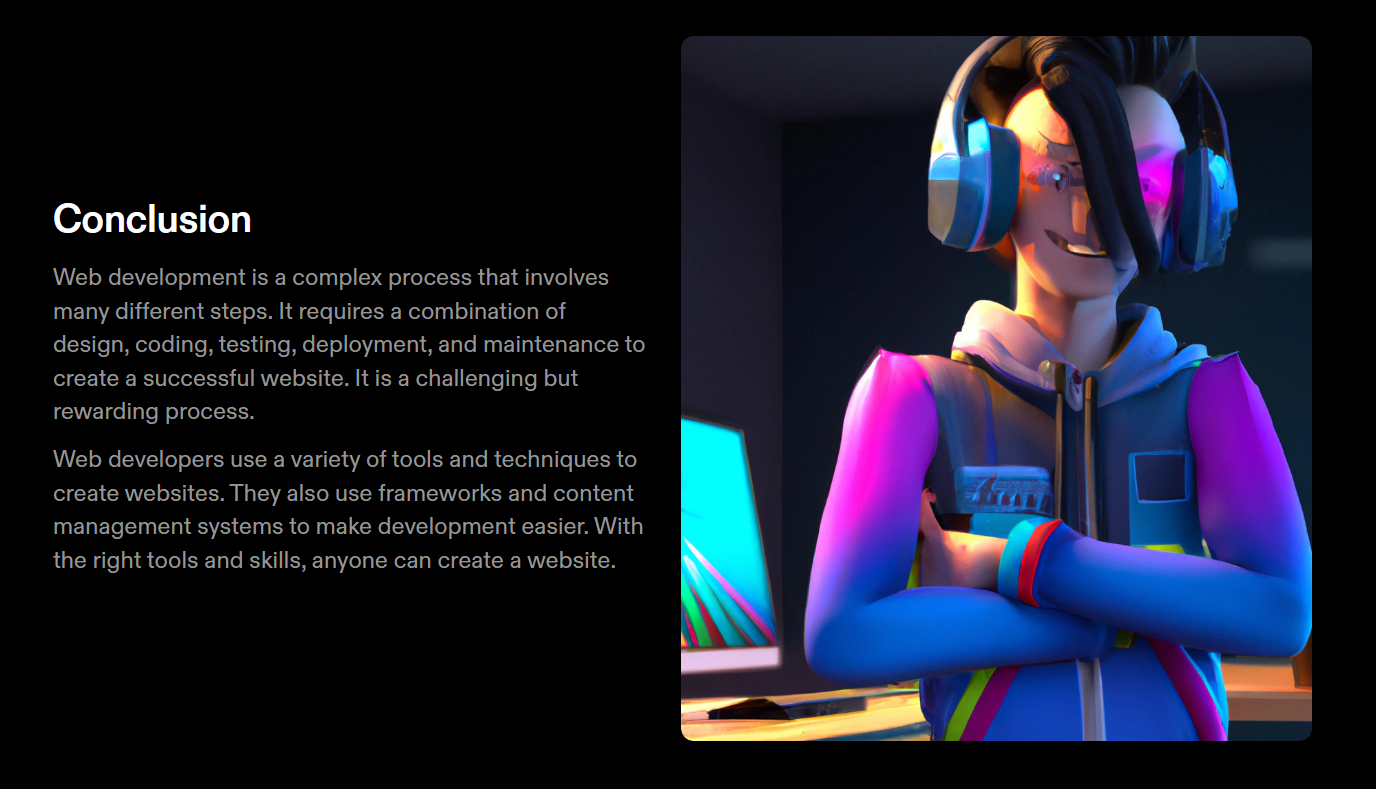 Conclusion
Web development is a complex process that involves
many different steps. It requires a combination of
design, coding, testing, deployment, and maintenance to
create a successful website. It is a challenging but
rewarding process.
Web developers use a variety of tools and techniques to
create websites. They also use frameworks and content
management systems to make development easier. With
the right tools and skills, anyone can create a website.